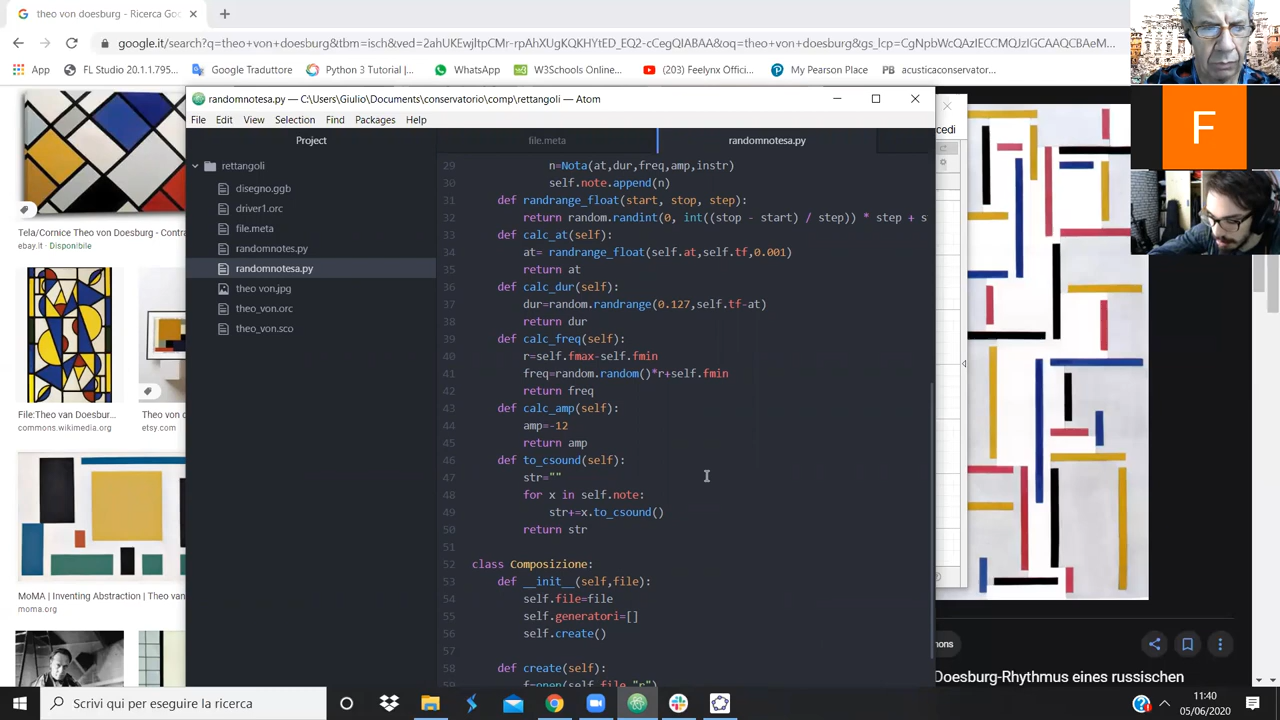 theo von doesburg - Ricerca Goo
google.it/search?q=theo+von+doesburg&tbm=isch&ved=2
App
FL Studio 20.1.1.795...
Google Traduttore
Python 3 Tutorial |...
WhatsApp
W3Schools Online...
(203) Feelynx Offici...
My Pearson Place
PB acusticaconservator
randomnotesa.py — C:\Users\Giulio\Documents\conservatorio\comp\rettangoli — Atom
cedi
File Edit View Selection Find Packages Help
F
Project
file.meta
randomnotesa.py
rettangoli
disegno.ggb
driver1.orc
file.meta
randomnotes.py
randomnotesa.py
theo von.jpg
theo_von.orc
theo_von.sco
29 n=Nota(at,dur,freq,amp,instr)
30 self.note.append(n)
31 def randrange_float(start, stop, step):
32 return random.randint(0, int((stop - start) / step)) * step + s
33 def calc_at(self):
34 at= randrange_float(self.at,self.tf,0.001)
35 return at
36 def calc_dur(self):
37 dur=random.randrange(0.127,self.tf-at)
38 return dur
39 def calc_freq(self):
40 r=self.fmax-self.fmin
41 freq=random.random()*r+self.fmin
42 return freq
43 def calc_amp(self):
44 amp=-12
45 return amp
46 def to_csound(self):
47 str=""
48 for x in self.note:
49 str+=x.to_csound()
50 return str
51
52 class Composizione:
53 def __init__(self,file):
54 self.file=file
55 self.generatori=[]
56 self.create()
58 def create(self):
f=open(self.file,"r")
Tela/Cornice Theo von Doesburg - Contra
ebay.it - Disponibile
File:Theo van Doesbur...
commons.wikimedia.org
Theo von d
etsy.com
MoMA | Inventing Abstraction | Theo van
moma.org
nons
Doesburg-Rhythmus eines russischen
Scrivi qui per eseguire la ricerca
11:40
05/06/2020